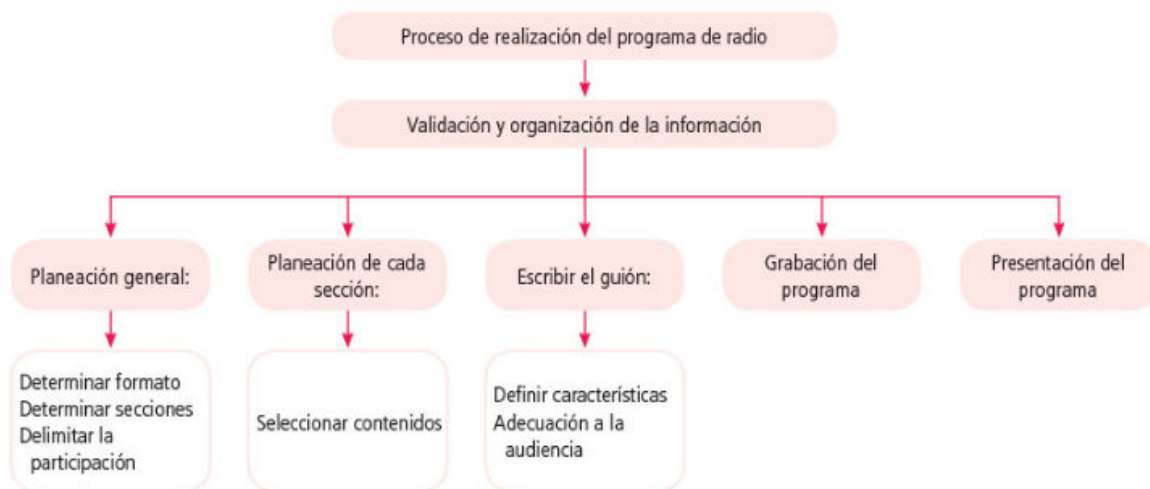 Proceso de realización del programa de radio
Validación y organización de la información
Planeación general:
Planeación de cada
sección:
Escribir el guión:
Grabación del
programa
Presentación del
programa
Determinar formato
Determinar secciones
Delimitar la
participación
Seleccionar contenidos
Definir características
Adecuación a la
audiencia